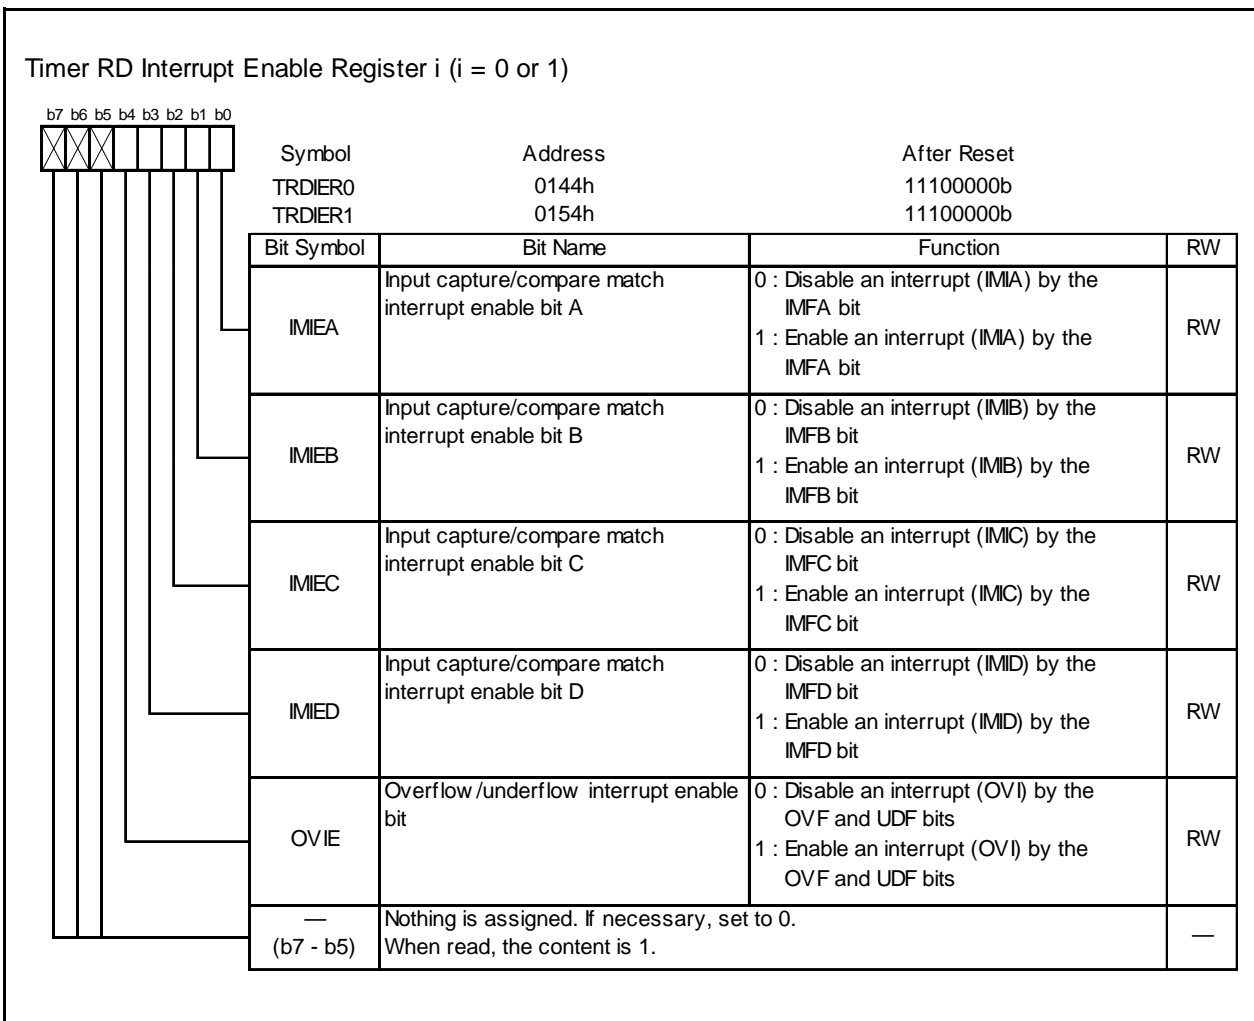 Timer RD Interrupt Enable Register i (i = 0 or 1)
b7 b6 b5 b4 b3 b2 b1 b0
Symbol Address After Reset
TRDIER0 0144h 11100000b
TRDIER1 0154h 11100000b
Bit Symbol Bit Name Function RW
IMIEA
Input capture/compare match
interrupt enable bit A
0 : Disable an interrupt (IMIA) by the
IMFA bit
1 : Enable an interrupt (IMIA) by the
IMFA bit
RW
IMIEB
Input capture/compare match
interrupt enable bit B
0 : Disable an interrupt (IMIB) by the
IMFB bit
1 : Enable an interrupt (IMIB) by the
IMFB bit
RW
IMIEC
Input capture/compare match
interrupt enable bit C
0 : Disable an interrupt (IMIC) by the
IMFC bit
1 : Enable an interrupt (IMIC) by the
IMFC bit
RW
IMIED
Input capture/compare match
interrupt enable bit D
0 : Disable an interrupt (IMID) by the
IMFD bit
1 : Enable an interrupt (IMID) by the
IMFD bit
RW
OVIE
Overflow/underflow interrupt enable
bit
0 : Disable an interrupt (OVI) by the
OVF and UDF bits
1 : Enable an interrupt (OVI) by the
OVF and UDF bits
RW
—
(b7 - b5)
Nothing is assigned. If necessary, set to 0.
When read, the content is 1.
—